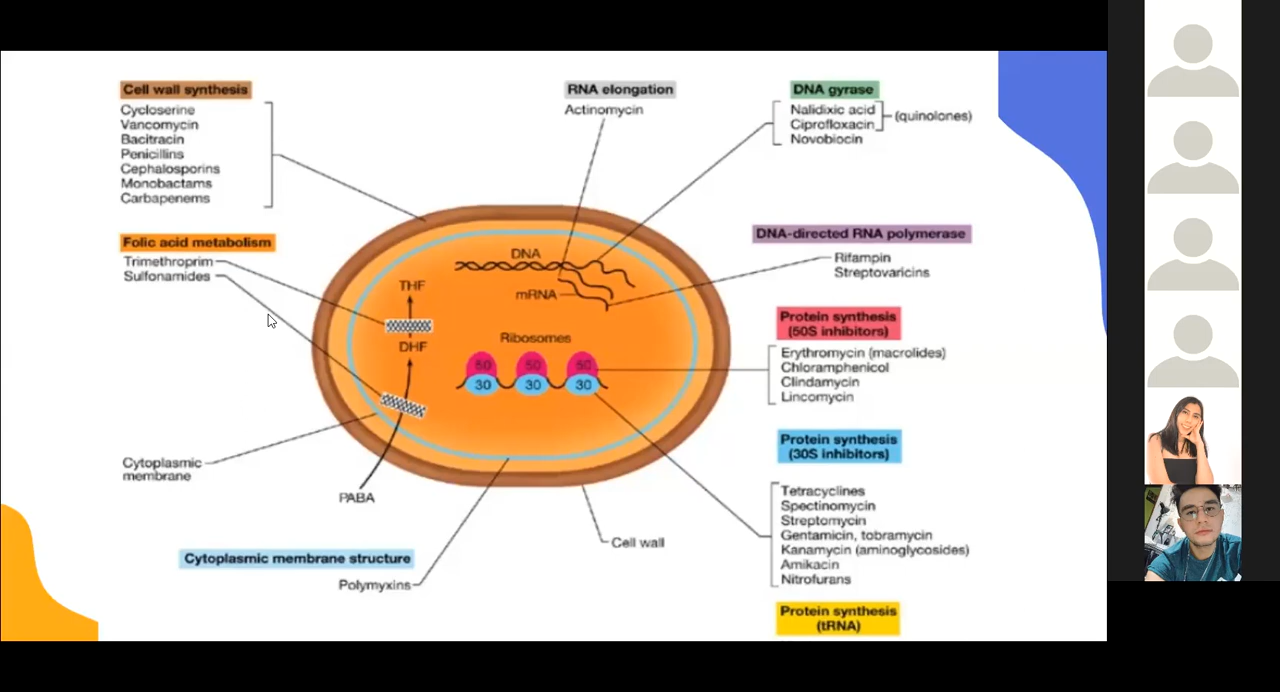 Cell wall synthesis
Cycloserine
Vancomycin
Bacitracin
Penicillins
Cephalosporins
Monobactams
Carbapenems
RNA elongation
Actinomycin
DNA gyrase
Nalidixic acid
Ciprofloxacin
(quinolones)
Novobiocin
Folic acid metabolism
Trimethroprim
Sulfonamides
DNA-directed RNA polymerase
Rifampin
Streptovaricins
DNA
mRNA
THF
DHF
PABA
Ribosomes
50 50 50
30 30 30
Protein synthesis
(50S inhibitors)
Erythromycin (macrolides)
Chloramphenicol
Clindamycin
Lincomycin
Protein synthesis
(30S inhibitors)
Tetracyclines
Spectinomycin
Streptomycin
Gentamicin, tobramycin
Kanamycin (aminoglycosides)
Amikacin
Nitrofurans
Cytoplasmic
membrane
Cell wall
Cytoplasmic membrane structure
Polymyxins
Protein synthesis
(tRNA)